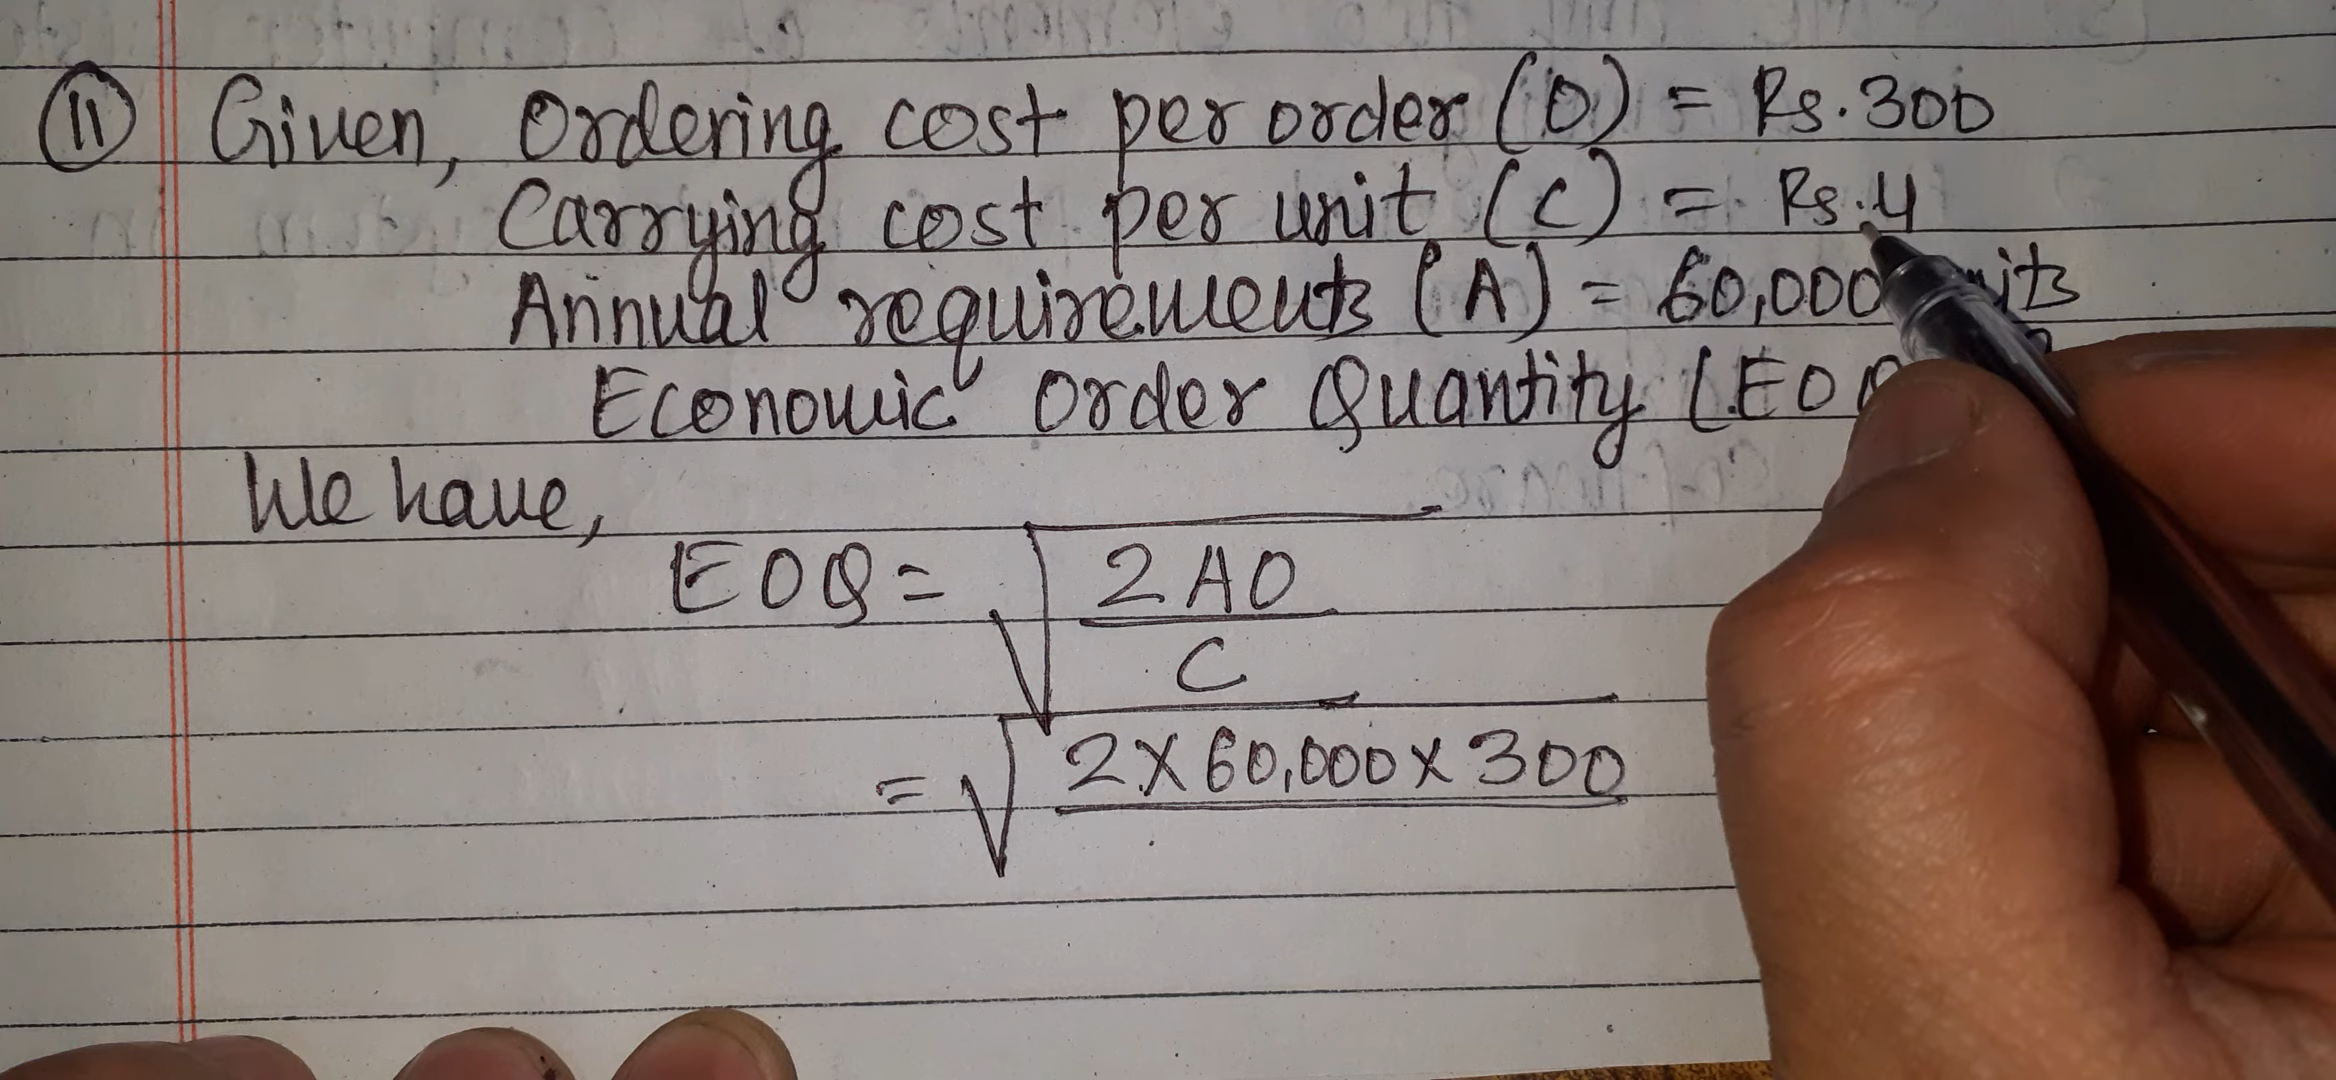 11 Given, Ordering cost per order (O) = Rs. 300
Carrying cost per unit (C) = Rs. 4
Annual requirements (A) = 60,000
Economic Order Quantity (EOQ
We have,
EOQ = √ 2AO
C
= √ 2 X 60,000 X 300